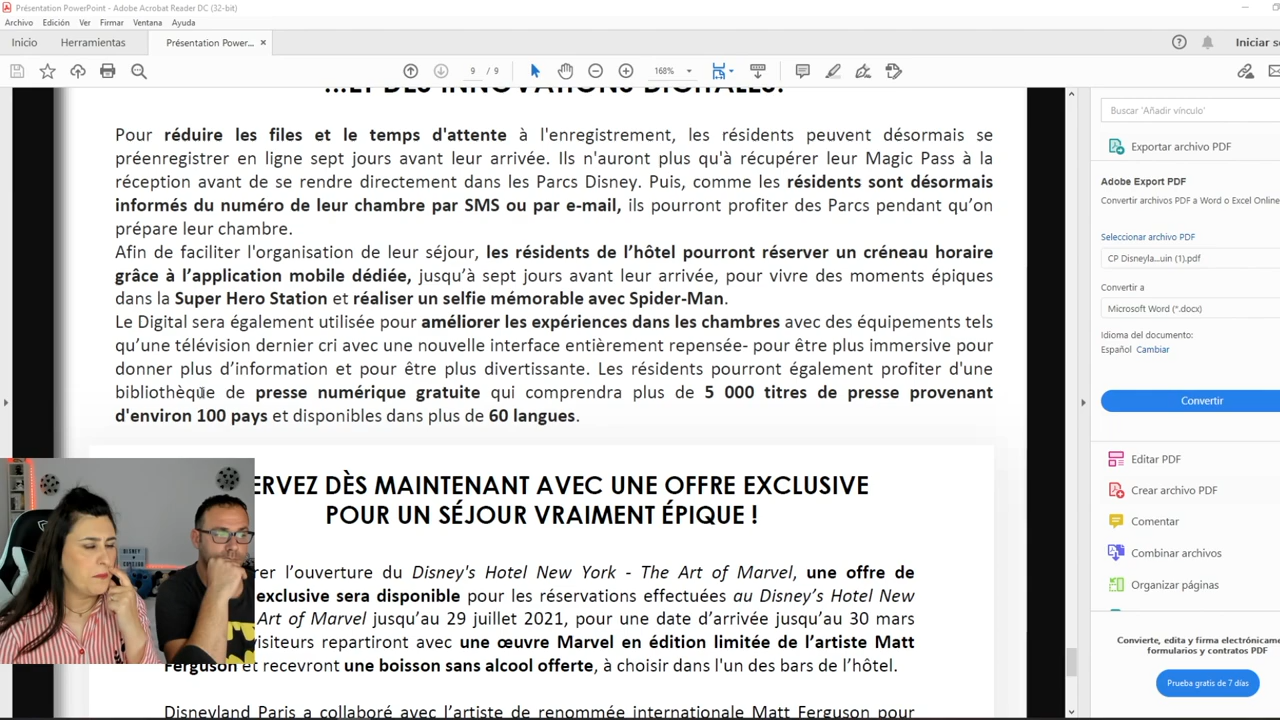 Présentation PowerPoint - Adobe Acrobat Reader DC (32-bit)
Archivo Edición Ver Firmar Ventana Ayuda
Inicio Herramientas Présentation Power... × Iniciar se
9 / 9 168%
...ET DES INNOVATIONS DIGITALES!
Pour réduire les files et le temps d'attente à l'enregistrement, les résidents peuvent désormais se
préenregistrer en ligne sept jours avant leur arrivée. Ils n'auront plus qu'à récupérer leur Magic Pass à la
réception avant de se rendre directement dans les Parcs Disney. Puis, comme les résidents sont désormais
informés du numéro de leur chambre par SMS ou par e-mail, ils pourront profiter des Parcs pendant qu'on
prépare leur chambre.
Afin de faciliter l'organisation de leur séjour, les résidents de l'hôtel pourront réserver un créneau horaire
grâce à l'application mobile dédiée, jusqu'à sept jours avant leur arrivée, pour vivre des moments épiques
dans la Super Hero Station et réaliser un selfie mémorable avec Spider-Man.
Le Digital sera également utilisée pour améliorer les expériences dans les chambres avec des équipements tels
qu'une télévision dernier cri avec une nouvelle interface entièrement repensée- pour être plus immersive pour
donner plus d'information et pour être plus divertissante. Les résidents pourront également profiter d'une
bibliothèque de presse numérique gratuite qui comprendra plus de 5 000 titres de presse provenant
d'environ 100 pays et disponibles dans plus de 60 langues.
ERVEZ DÈS MAINTENANT AVEC UNE OFFRE EXCLUSIVE
POUR UN SÉJOUR VRAIMENT ÉPIQUE !
rer l'ouverture du Disney's Hotel New York - The Art of Marvel, une offre de
exclusive sera disponible pour les réservations effectuées au Disney's Hotel New
Art of Marvel jusqu'au 29 juillet 2021, pour une date d'arrivée jusqu'au 30 mars
visiteurs repartiront avec une œuvre Marvel en édition limitée de l'artiste Matt
Ferguson et recevront une boisson sans alcool offerte, à choisir dans l'un des bars de l'hôtel.
Disneyland Paris a collaboré avec l'artiste de renommée internationale Matt Ferguson pour
Buscar 'Añadir vínculo'
Exportar archivo PDF
Adobe Export PDF
Convertir archivos PDF a Word o Excel Online
Seleccionar archivo PDF
CP Disneyla...uin (1).pdf
Convertir a
Microsoft Word (*.docx)
Idioma del documento:
Español Cambiar
Convertir
Editar PDF
Crear archivo PDF
Comentar
Combinar archivos
Organizar páginas
Convierte, edita y firma electrónicame
formularios y contratos PDF
Prueba gratis de 7 días